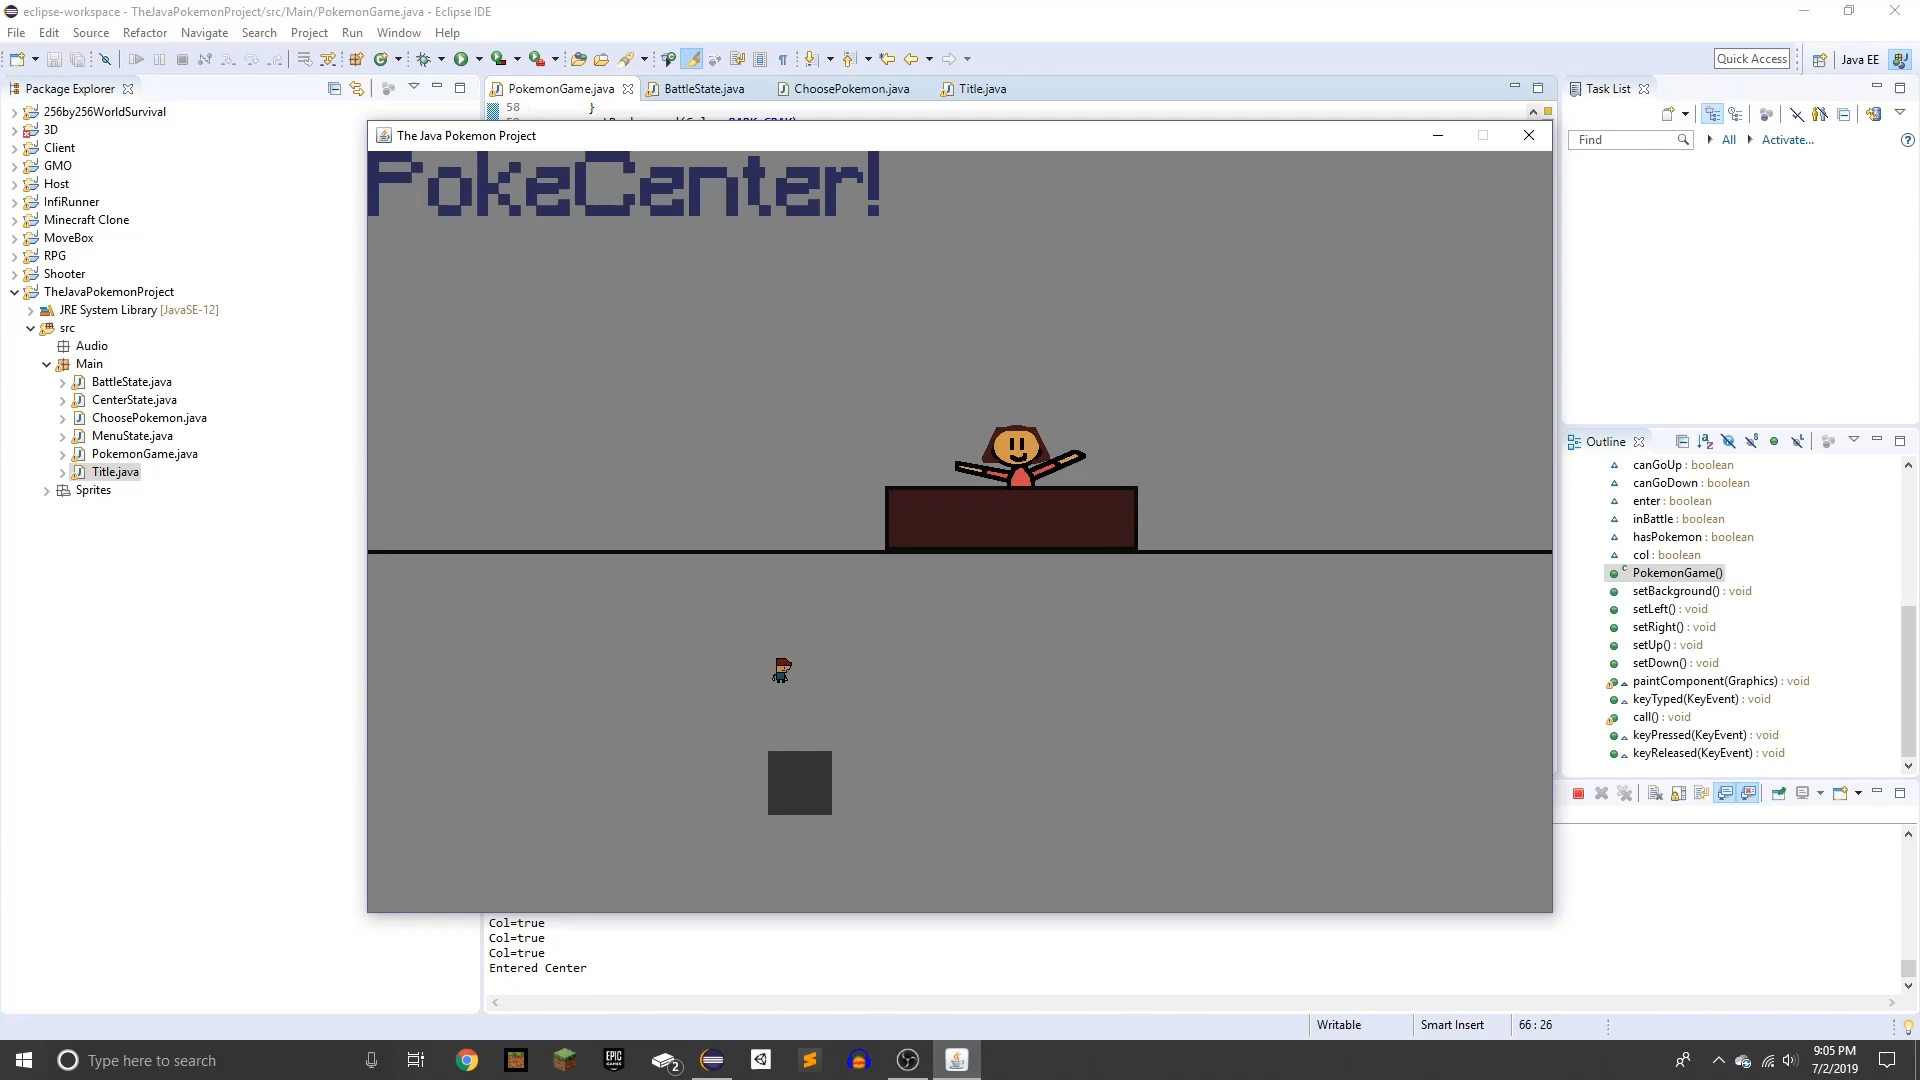 eclipse-workspace - TheJavaPokemonProject/src/Main/PokemonGame.java - Eclipse IDE
File Edit Source Refactor Navigate Search Project Run Window Help
Quick Access
Java EE
Package Explorer
PokemonGame.java
BattleState.java
ChoosePokemon.java
Title.java
Task List
58 }
256by256WorldSurvival
3D
Client
GMO
Host
InfiRunner
Minecraft Clone
MoveBox
RPG
Shooter
TheJavaPokemonProject
JRE System Library [JavaSE-12]
src
Audio
Main
BattleState.java
CenterState.java
ChoosePokemon.java
MenuState.java
PokemonGame.java
Title.java
Sprites
The Java Pokemon Project
PokeCenter!
Find
All
Activate...
Outline
canGoUp : boolean
canGoDown : boolean
enter : boolean
inBattle : boolean
hasPokemon : boolean
col : boolean
PokemonGame()
setBackground() : void
setLeft() : void
setRight() : void
setUp() : void
setDown() : void
paintComponent(Graphics) : void
keyTyped(KeyEvent) : void
call() : void
keyPressed(KeyEvent) : void
keyReleased(KeyEvent) : void
Col=true
Col=true
Col=true
Entered Center
Writable
Smart Insert
66 : 26
Type here to search
EPIC GAMES
2
9:05 PM
7/2/2019